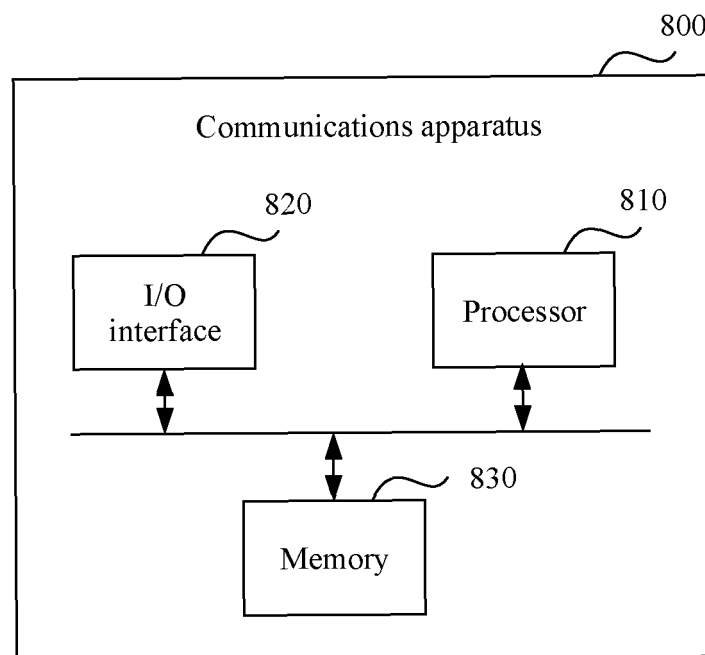 800
Communications apparatus
820
810
I/O
interface
Processor
830
Memory